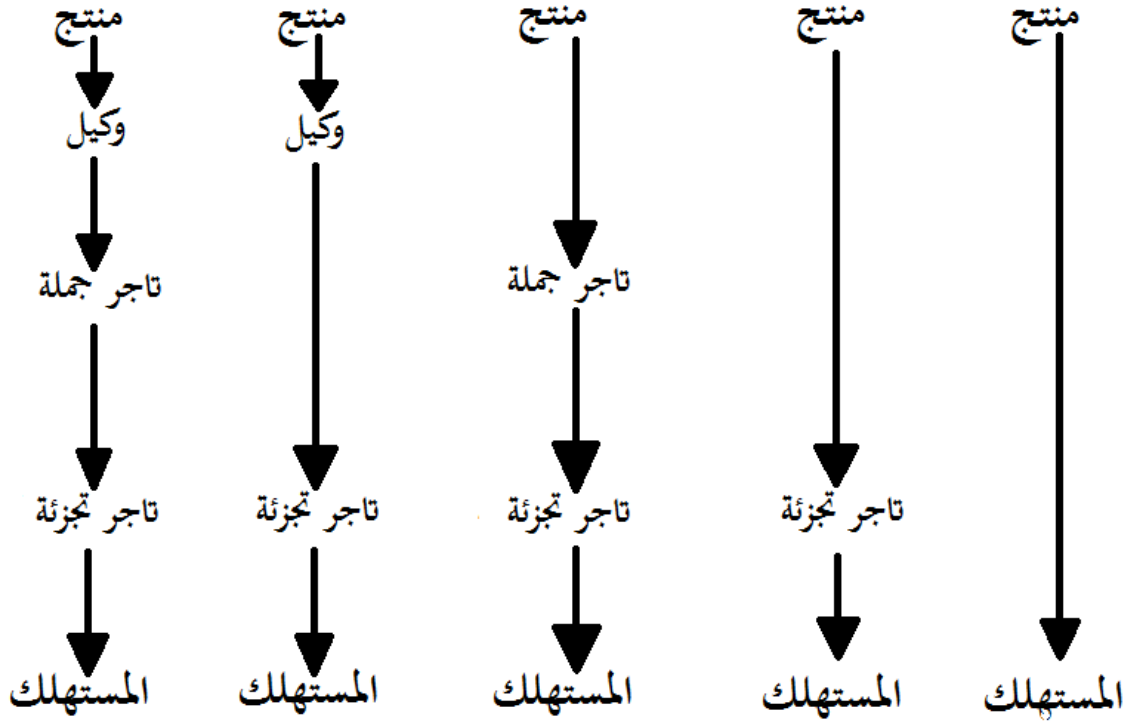 منتج منتج منتج منتج منتج
وكيل وكيل
تاجر جملة تاجر جملة
تاجر تجزئة تاجر تجزئة تاجر تجزئة تاجر تجزئة
المستهلك المستهلك المستهلك المستهلك المستهلك